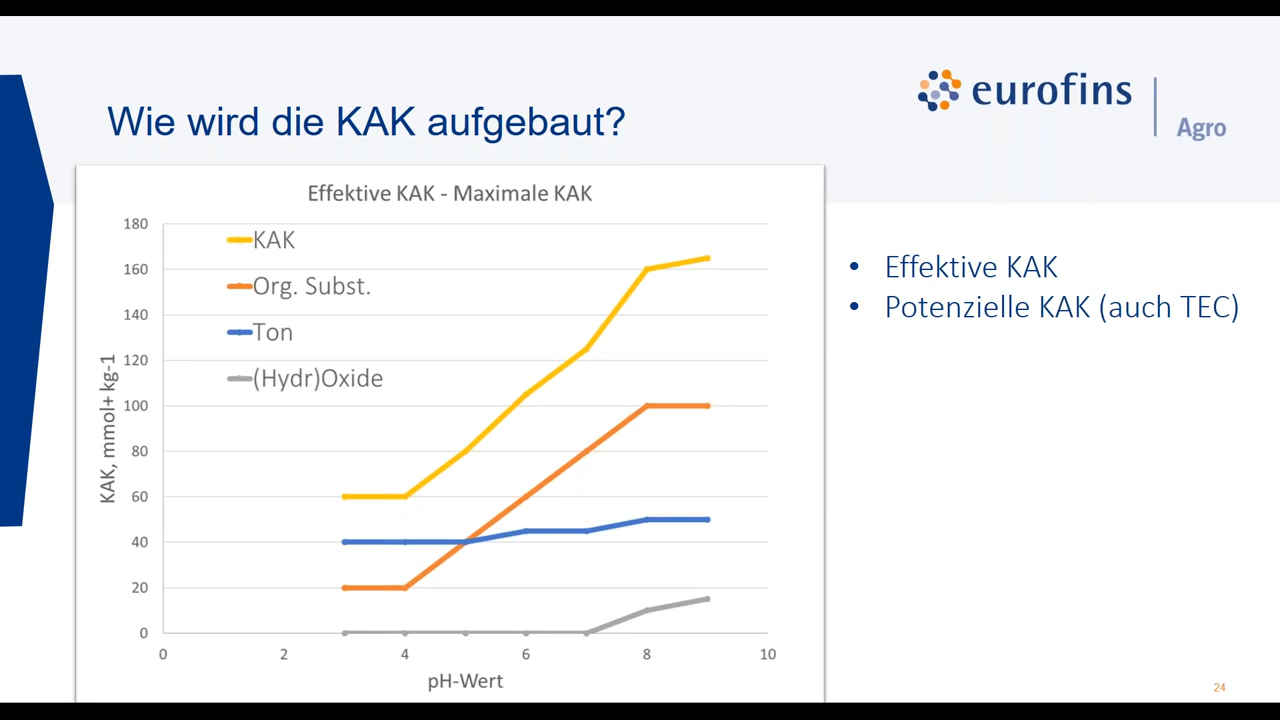 eurofins
Agro
Wie wird die KAK aufgebaut?
Effektive KAK - Maximale KAK
KAK
Org. Subst.
Ton
(Hydr)Oxide
180
160
140
120
100
80
60
40
20
0
KAK, mmol+ kg-1
0 2 4 6 8 10
pH-Wert
• Effektive KAK
• Potenzielle KAK (auch TEC)
24